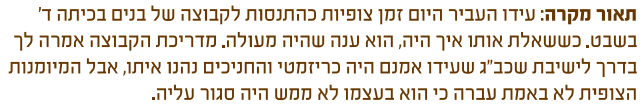 תאור מקרה: עידו העביר היום זמן צופיות כהתנסות לקבוצה של בנים בכיתה ד'
בשבט. כששאלת אותו איך היה, הוא ענה שהיה מעולה. מדריכת הקבוצה אמרה לך
בדרך לישיבת שכב"ג שעידו אמנם היה כריזמטי והחניכים נהנו איתו, אבל המיומנות
הצופית לא באמת עברה כי הוא בעצמו לא ממש היה סגור עליה.